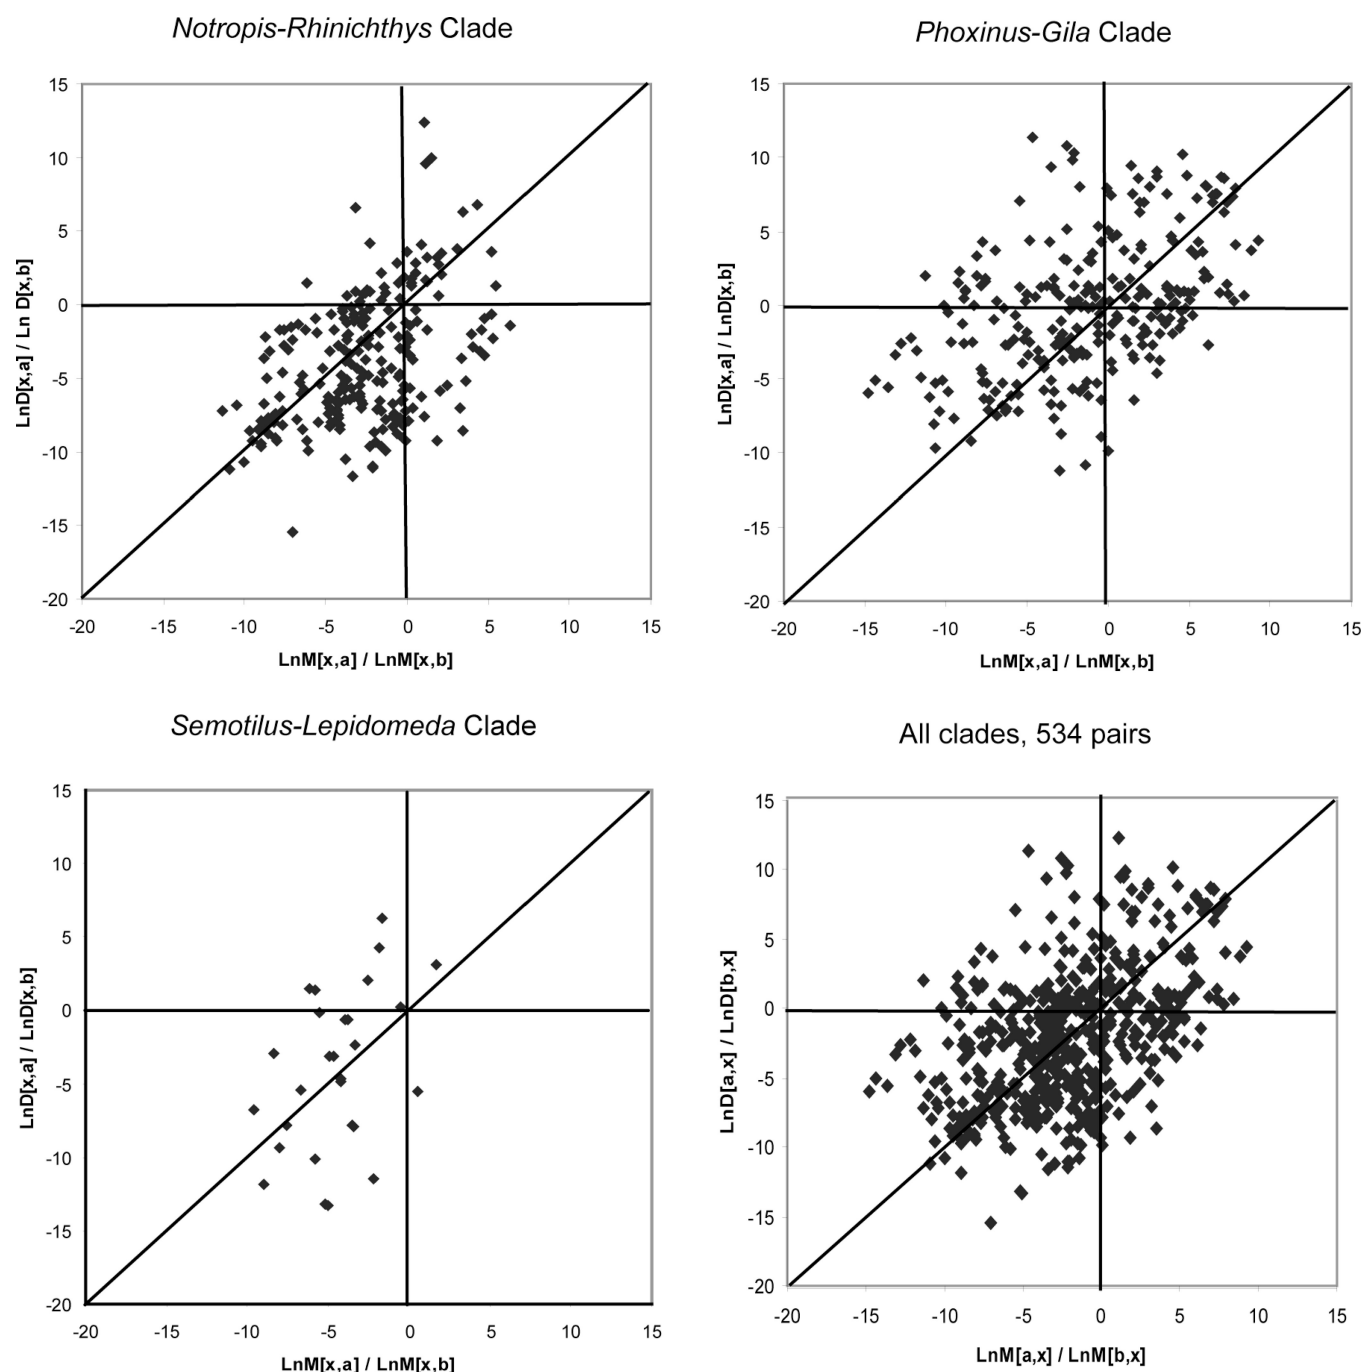 Notropis-Rhinichthys Clade
15
10
5
0
-5
-10
-15
-20
-20 -15 -10 -5 0 5 10 15
LnD[x,a] / Ln D[x,b]
LnM[x,a] / LnM[x,b]
Phoxinus-Gila Clade
15
10
5
0
-5
-10
-15
-20
-20 -15 -10 -5 0 5 10 15
LnD[x,a] / LnD[x,b]
LnM[x,a] / LnM[x,b]
Semotilus-Lepidomeda Clade
15
10
5
0
-5
-10
-15
-20
-20 -15 -10 -5 0 5 10 15
LnD[x,a] / LnD[x,b]
LnM[x,a] / LnM[x,b]
All clades, 534 pairs
15
10
5
0
-5
-10
-15
-20
-20 -15 -10 -5 0 5 10 15
LnD[a,x] / LnD[b,x]
LnM[a,x] / LnM[b,x]